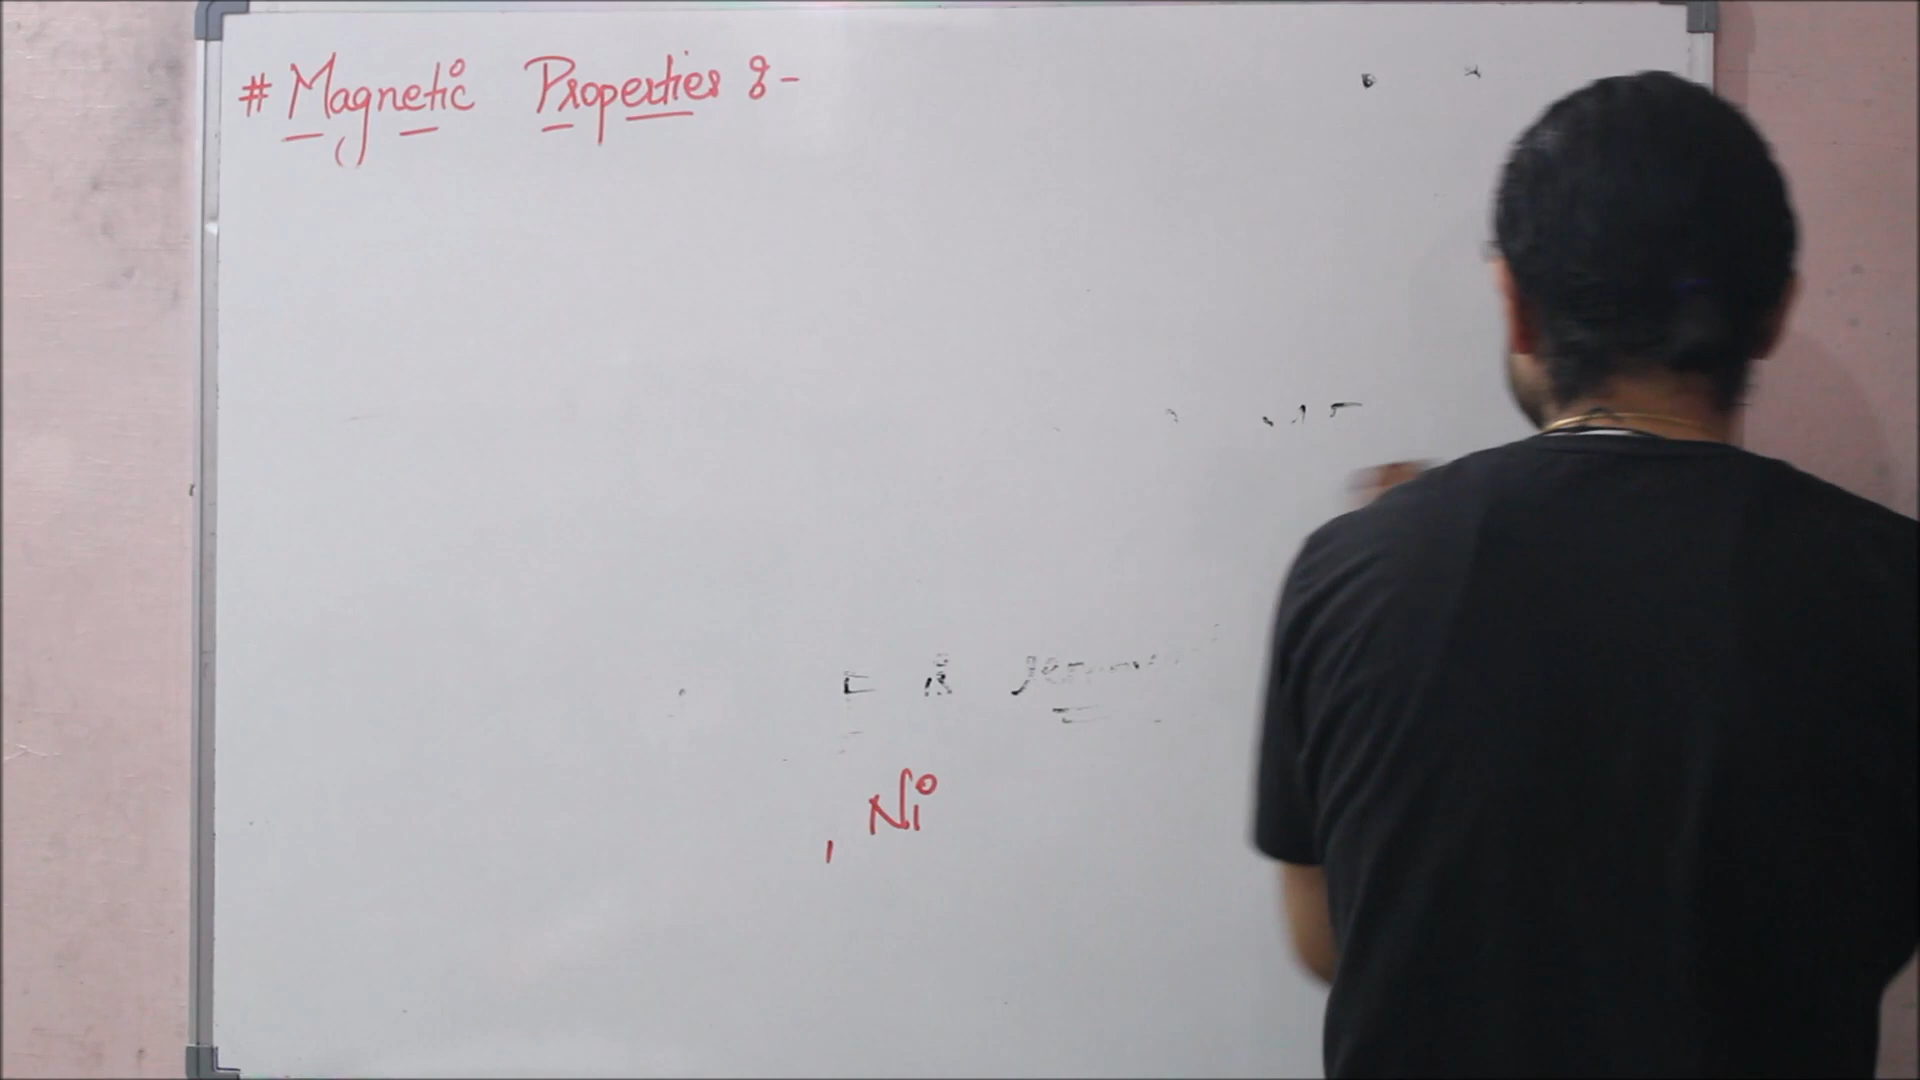 # Magnetic Properties :-
, Ni